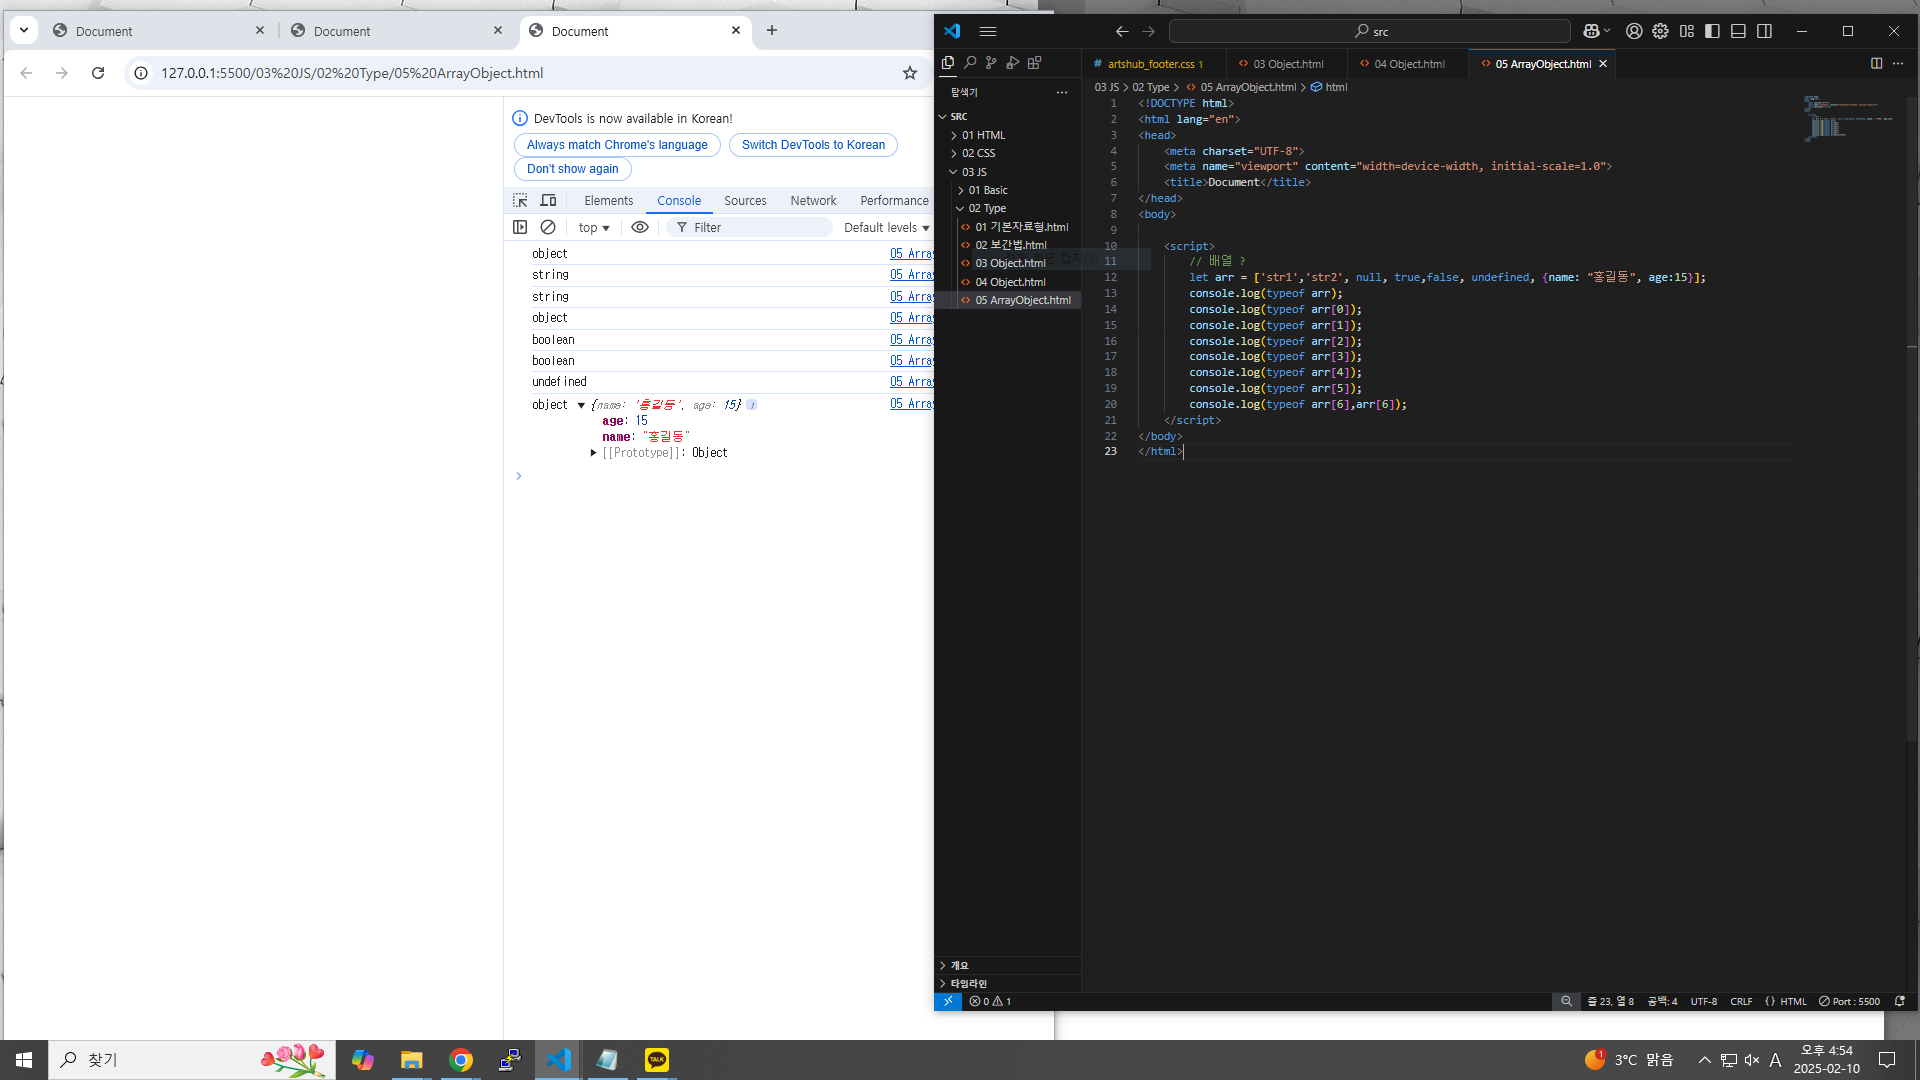 Document
Document
Document
127.0.0.1:5500/03%20JS/02%20Type/05%20ArrayObject.html
DevTools is now available in Korean!
Always match Chrome's language
Switch DevTools to Korean
Don't show again
Elements
Console
Sources
Network
Performance
top
Filter
Default levels
object 05 Array
string 05 Array
string 05 Array
object 05 Array
boolean 05 Array
boolean 05 Array
undefined 05 Array
object {name: '홍길동', age: 15} 05 Array
age: 15
name: "홍길동"
[[Prototype]]: Object
src
탐색기
SRC
01 HTML
02 CSS
03 JS
01 Basic
02 Type
01 기본자료형.html
02 보간법.html
03 Object.html
04 Object.html
05 ArrayObject.html
개요
타임라인
artshub_footer.css 1
03 Object.html
04 Object.html
05 ArrayObject.html
03 JS > 02 Type > 05 ArrayObject.html > html
1 <!DOCTYPE html>
2 <html lang="en">
3 <head>
4 <meta charset="UTF-8">
5 <meta name="viewport" content="width=device-width, initial-scale=1.0">
6 <title>Document</title>
7 </head>
8 <body>
9
10 <script>
11 // 배열 ?
12 let arr = ['str1','str2', null, true,false, undefined, {name: "홍길동", age:15}];
13 console.log(typeof arr);
14 console.log(typeof arr[0]);
15 console.log(typeof arr[1]);
16 console.log(typeof arr[2]);
17 console.log(typeof arr[3]);
18 console.log(typeof arr[4]);
19 console.log(typeof arr[5]);
20 console.log(typeof arr[6],arr[6]);
21 </script>
22 </body>
23 </html>
0 1
줄 23, 열 8
공백: 4
UTF-8
CRLF
{} HTML
Port : 5500
찾기
TALK
1
3°C 맑음
A
오후 4:54
2025-02-10